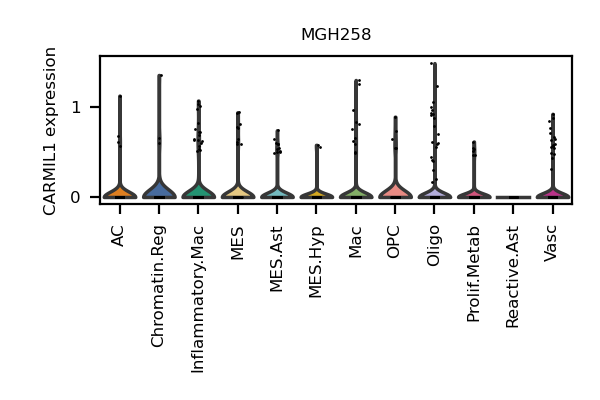 MGH258
CARMIL1 expression
1
0
AC
Chromatin.Reg
Inflammatory.Mac
MES
MES.Ast
MES.Hyp
Mac
OPC
Oligo
Prolif.Metab
Reactive.Ast
Vasc